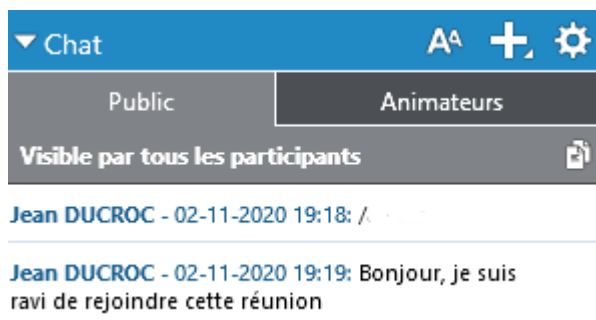 Chat
AA
Public
Animateurs
Visible par tous les participants
Jean DUCROC - 02-11-2020 19:18: /
Jean DUCROC - 02-11-2020 19:19: Bonjour, je suis
ravi de rejoindre cette réunion